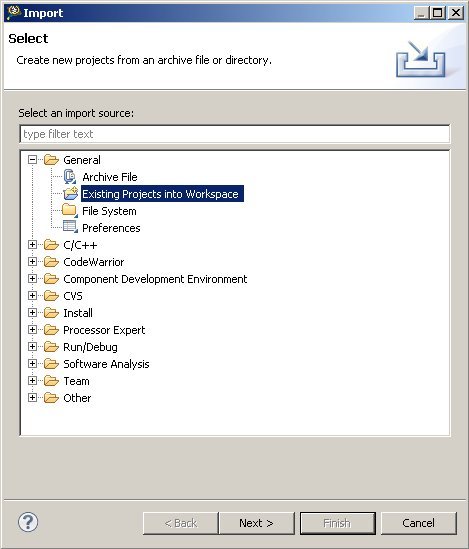 Import
Select
Create new projects from an archive file or directory.
Select an import source:
type filter text
General
Archive File
Existing Projects into Workspace
File System
Preferences
C/C++
CodeWarrior
Component Development Environment
CVS
Install
Processor Expert
Run/Debug
Software Analysis
Team
Other
?
< Back
Next >
Finish
Cancel